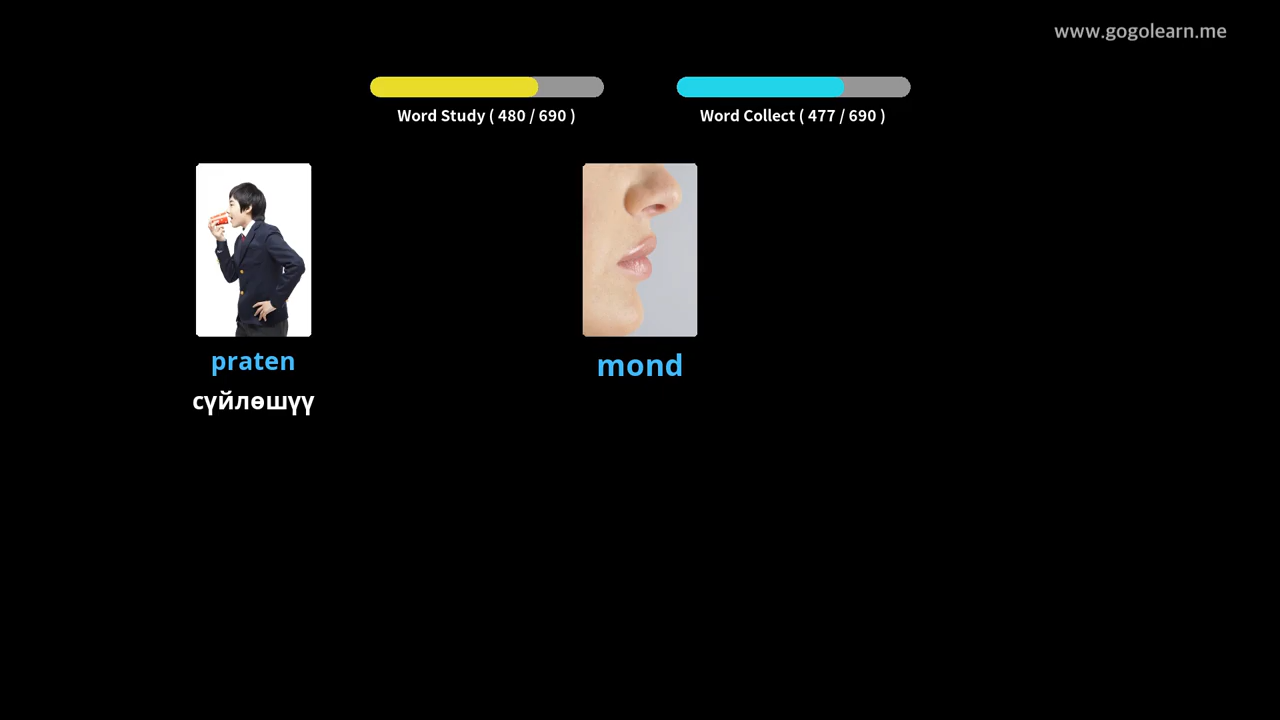 www.gogolearn.me
Word Study ( 480 / 690 )
Word Collect ( 477 / 690 )
praten
сүйлөшүү
mond